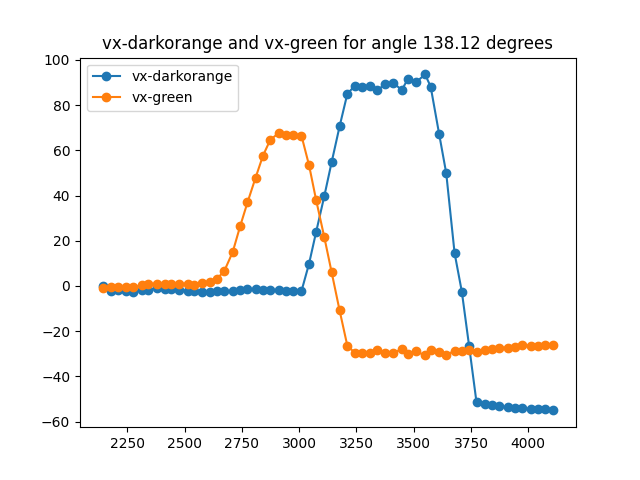 vx-darkorange and vx-green for angle 138.12 degrees
vx-darkorange
vx-green
100
80
60
40
20
0
−20
−40
−60
2250 2500 2750 3000 3250 3500 3750 4000